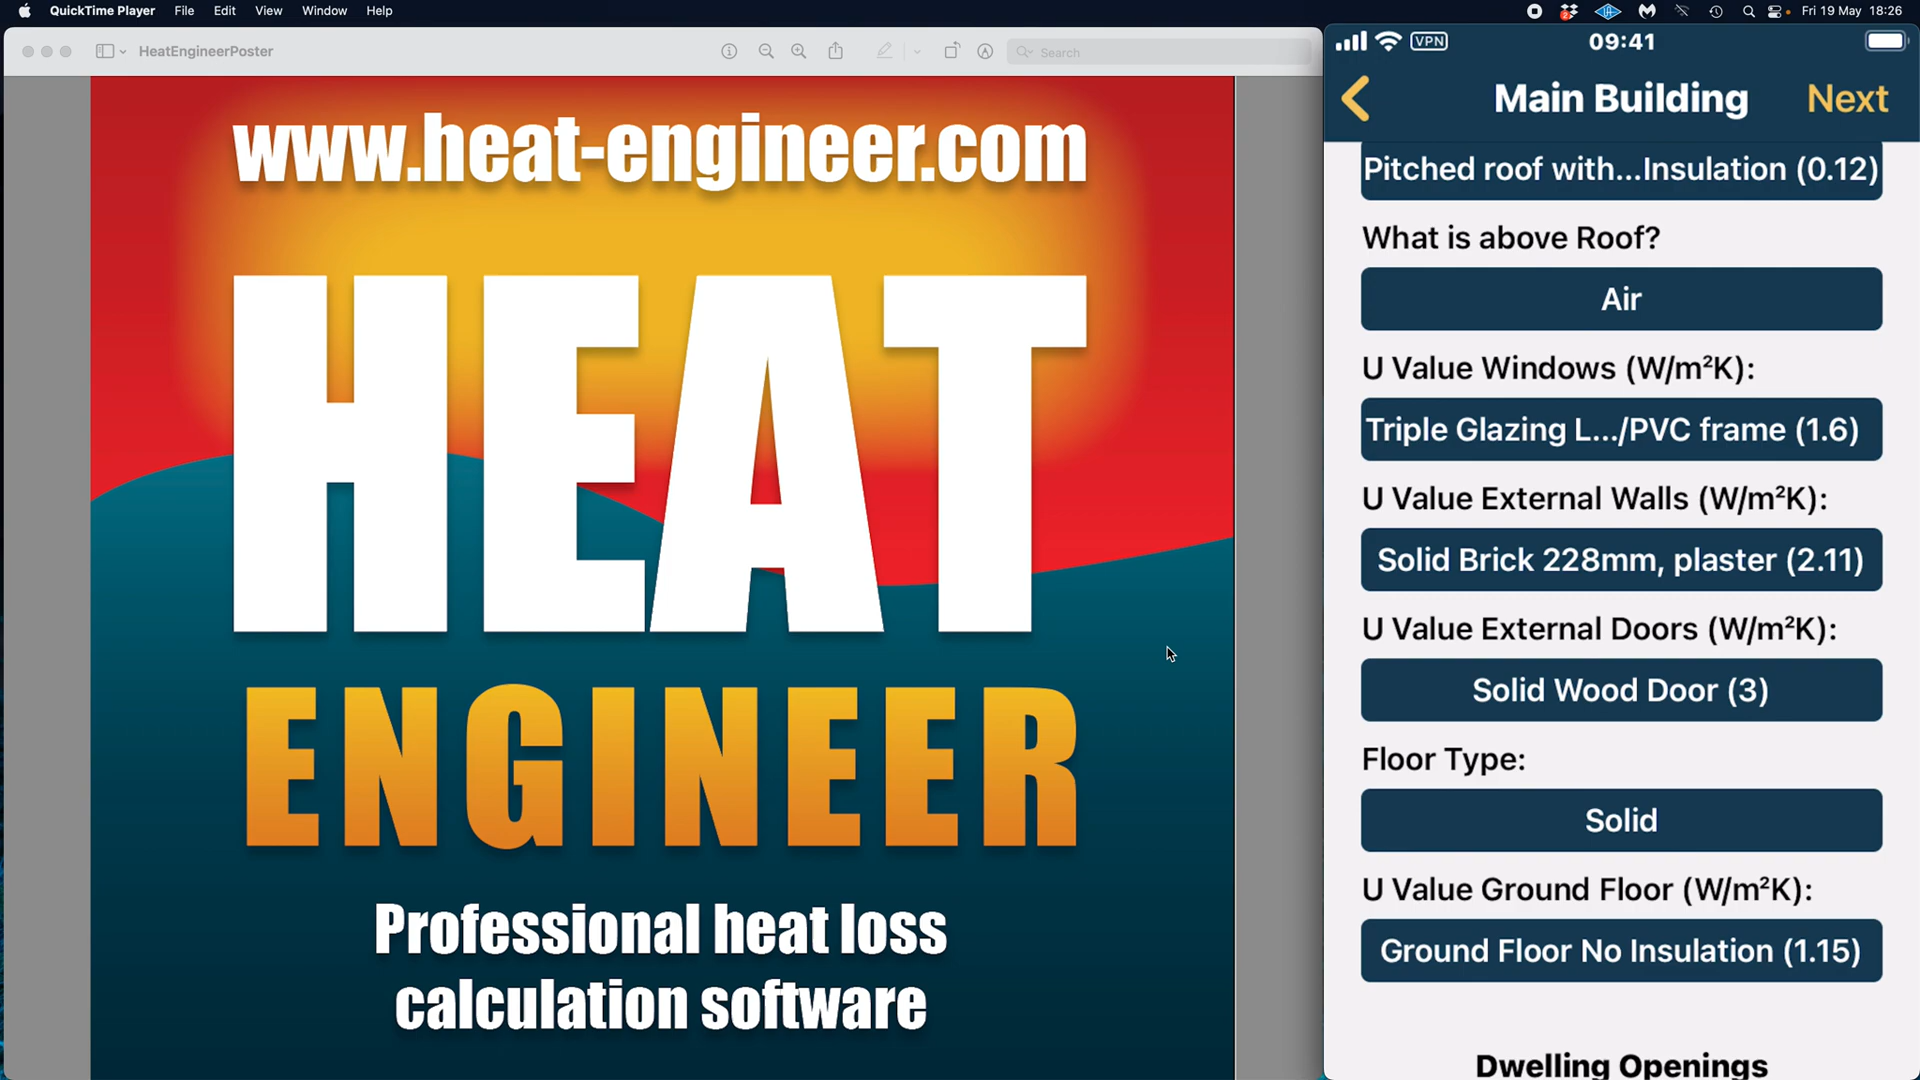 QuickTime Player File Edit View Window Help
Fri 19 May 18:26
HeatEngineerPoster
Search
www.heat-engineer.com
HEAT
ENGINEER
Professional heat loss
calculation software
VPN
09:41
Main Building
Next
Pitched roof with...Insulation (0.12)
What is above Roof?
Air
U Value Windows (W/m²K):
Triple Glazing L.../PVC frame (1.6)
U Value External Walls (W/m²K):
Solid Brick 228mm, plaster (2.11)
U Value External Doors (W/m²K):
Solid Wood Door (3)
Floor Type:
Solid
U Value Ground Floor (W/m²K):
Ground Floor No Insulation (1.15)
Dwelling Openings